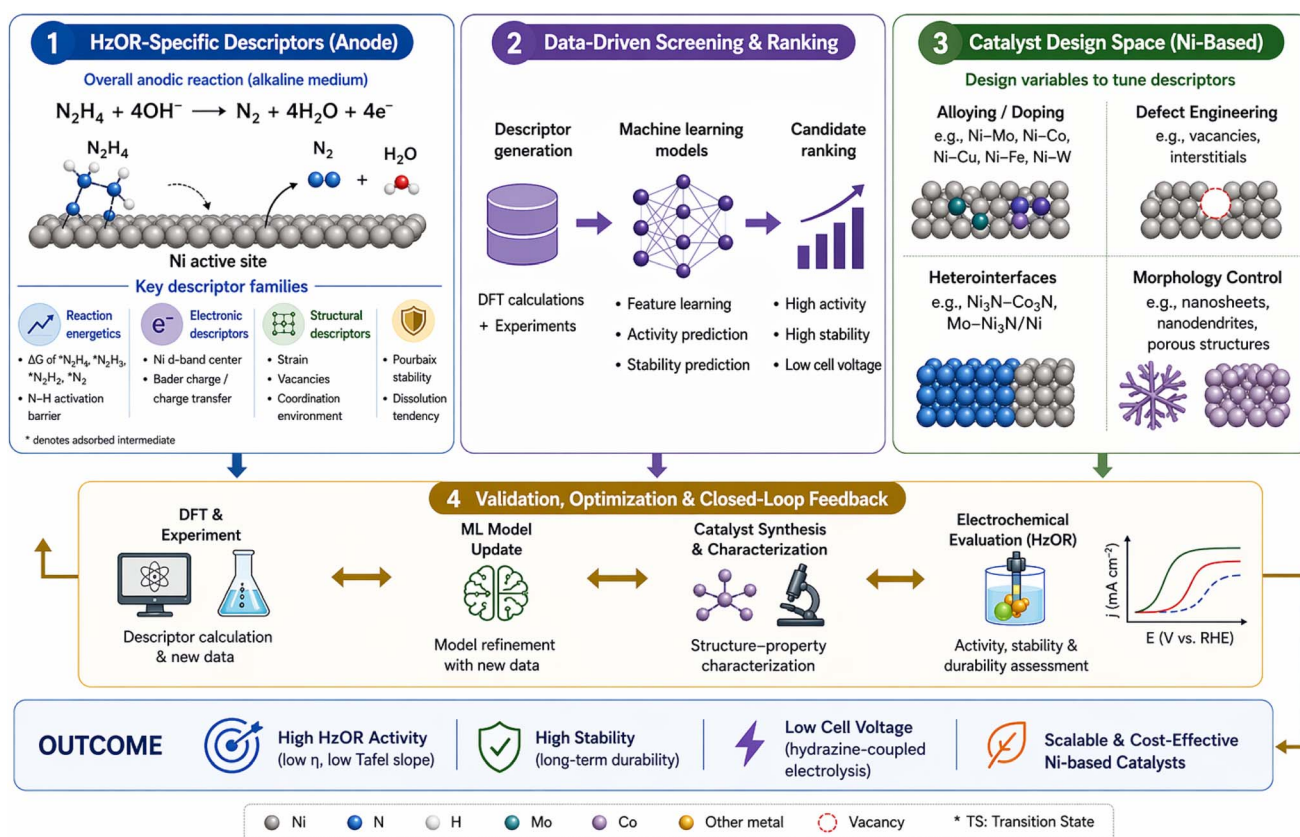 1 HzOR-Specific Descriptors (Anode)
Overall anodic reaction (alkaline medium)
N₂H₄ + 4OH⁻ ⟶ N₂ + 4H₂O + 4e⁻
N₂H₄
N₂
+
H₂O
Ni active site
Key descriptor families
Reaction
energetics
• ΔG of *N₂H₄, *N₂H₃,
*N₂H₂, *N₂
• N–H activation
barrier
e⁻
Electronic
descriptors
• Ni d-band center
• Bader charge /
charge transfer
Structural
descriptors
• Strain
• Vacancies
• Coordination
environment
• Pourbaix
stability
• Dissolution
tendency
* denotes adsorbed intermediate
2 Data-Driven Screening & Ranking
Descriptor
generation
DFT calculations
+ Experiments
Machine learning
models
• Feature learning
• Activity prediction
• Stability prediction
Candidate
ranking
• High activity
• High stability
• Low cell voltage
3 Catalyst Design Space (Ni-Based)
Design variables to tune descriptors
Alloying / Doping
e.g., Ni–Mo, Ni–Co,
Ni–Cu, Ni–Fe, Ni–W
Defect Engineering
e.g., vacancies,
interstitials
Heterointerfaces
e.g., Ni₃N–Co₃N,
Mo–Ni₃N/Ni
Morphology Control
e.g., nanosheets,
nanodendrites,
porous structures
4 Validation, Optimization & Closed-Loop Feedback
DFT &
Experiment
Descriptor calculation
& new data
ML Model
Update
Model refinement
with new data
Catalyst Synthesis
& Characterization
Structure–property
characterization
Electrochemical
Evaluation (HzOR)
Activity, stability &
durability assessment
j (mA cm⁻²)
E (V vs. RHE)
OUTCOME
High HzOR Activity
(low η, low Tafel slope)
High Stability
(long-term durability)
Low Cell Voltage
(hydrazine-coupled
electrolysis)
Scalable & Cost-Effective
Ni-based Catalysts
Ni
N
H
Mo
Co
Other metal
Vacancy
* TS: Transition State